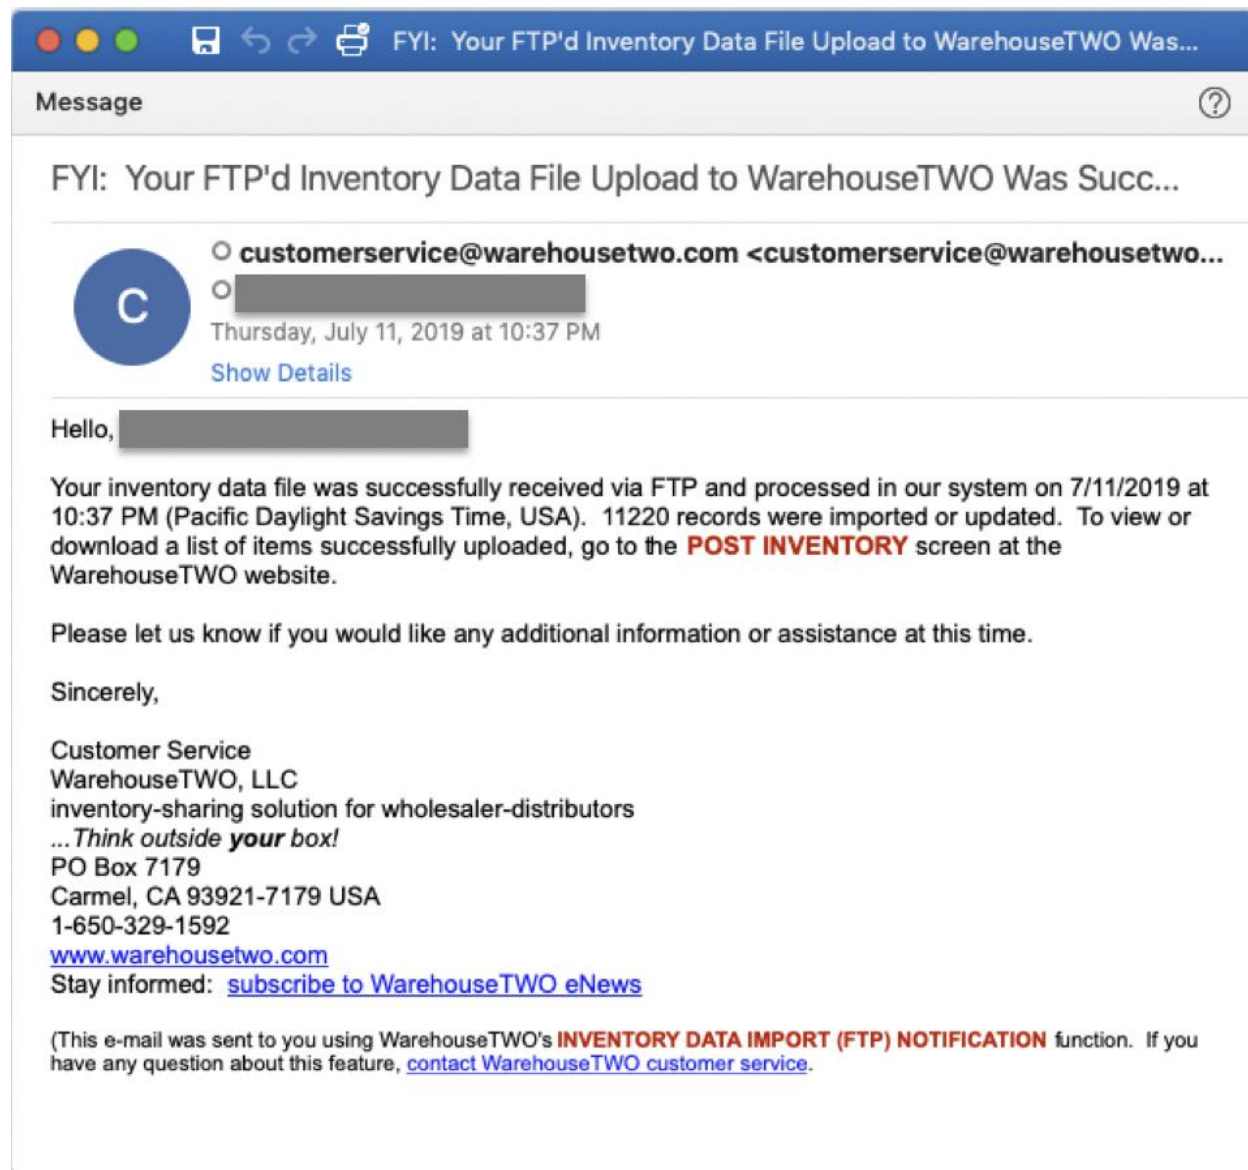 FYI: Your FTP'd Inventory Data File Upload to WarehouseTWO Was...
Message
FYI: Your FTP'd Inventory Data File Upload to WarehouseTWO Was Succ...
C
customerservice@warehousetwo.com <customerservice@warehousetwo...
Thursday, July 11, 2019 at 10:37 PM
Show Details
Hello,
Your inventory data file was successfully received via FTP and processed in our system on 7/11/2019 at
10:37 PM (Pacific Daylight Savings Time, USA). 11220 records were imported or updated. To view or
download a list of items successfully uploaded, go to the POST INVENTORY screen at the
WarehouseTWO website.
Please let us know if you would like any additional information or assistance at this time.
Sincerely,
Customer Service
WarehouseTWO, LLC
inventory-sharing solution for wholesaler-distributors
...Think outside your box!
PO Box 7179
Carmel, CA 93921-7179 USA
1-650-329-1592
www.warehousetwo.com
Stay informed: subscribe to WarehouseTWO eNews
(This e-mail was sent to you using WarehouseTWO's INVENTORY DATA IMPORT (FTP) NOTIFICATION function. If you
have any question about this feature, contact WarehouseTWO customer service.